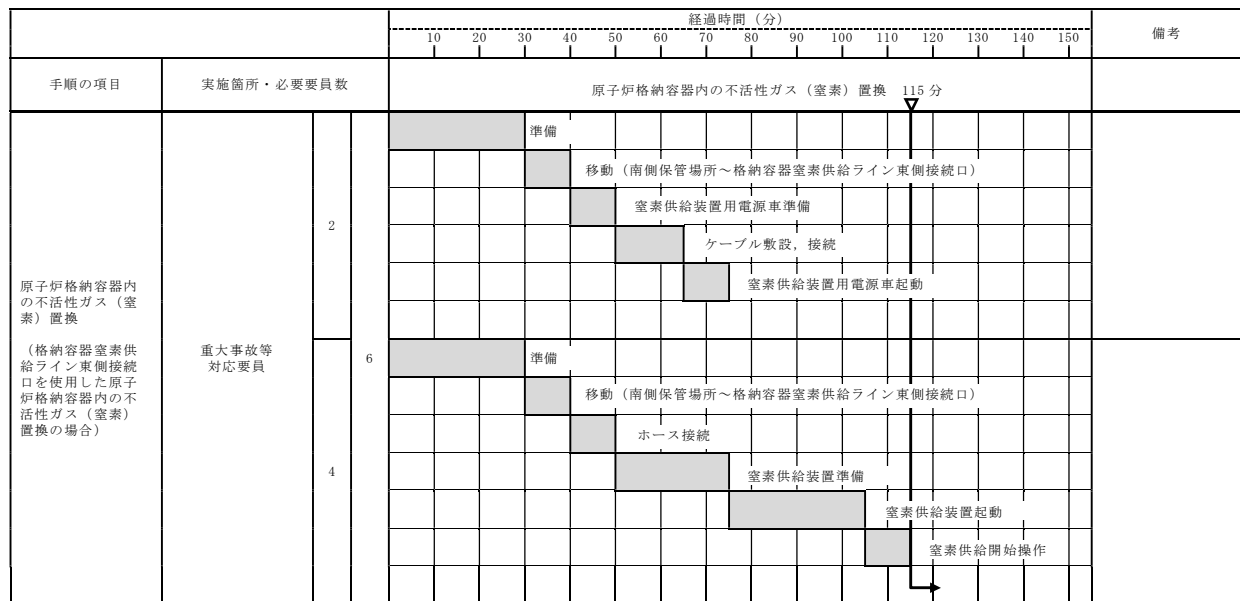 経過時間（分）
備考
10 20 30 40 50 60 70 80 90 100 110 120 130 140 150
手順の項目
実施箇所・必要要員数
原子炉格納容器内の不活性ガス（窒素）置換 115 分
準備
移動（南側保管場所～格納容器窒素供給ライン東側接続口）
窒素供給装置用電源車準備
2
ケーブル敷設，接続
窒素供給装置用電源車起動
原子炉格納容器内
の不活性ガス（窒
素）置換
（格納容器窒素供
給ライン東側接続
口を使用した原子
炉格納容器内の不
活性ガス（窒素）
置換の場合）
重大事故等
対応要員
6
準備
移動（南側保管場所～格納容器窒素供給ライン東側接続口）
ホース接続
4
窒素供給装置準備
窒素供給装置起動
窒素供給開始操作